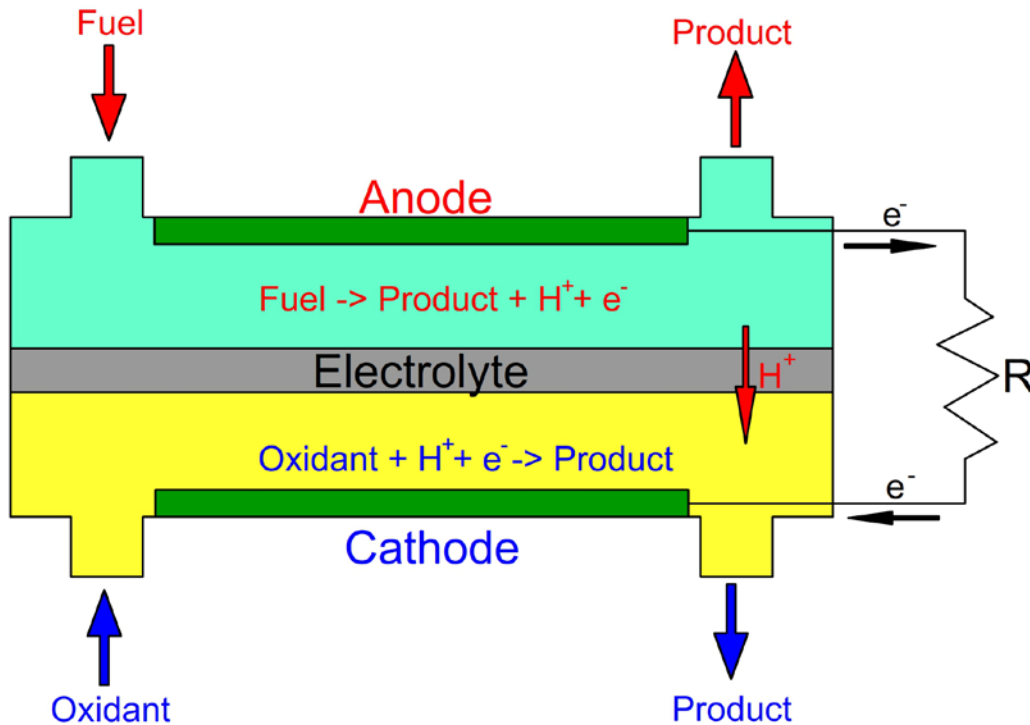 Fuel
Product
Anode
e⁻
Fuel -> Product + H⁺+ e⁻
Electrolyte
H⁺
R
Oxidant + H⁺+ e⁻-> Product
e⁻
Cathode
Oxidant
Product